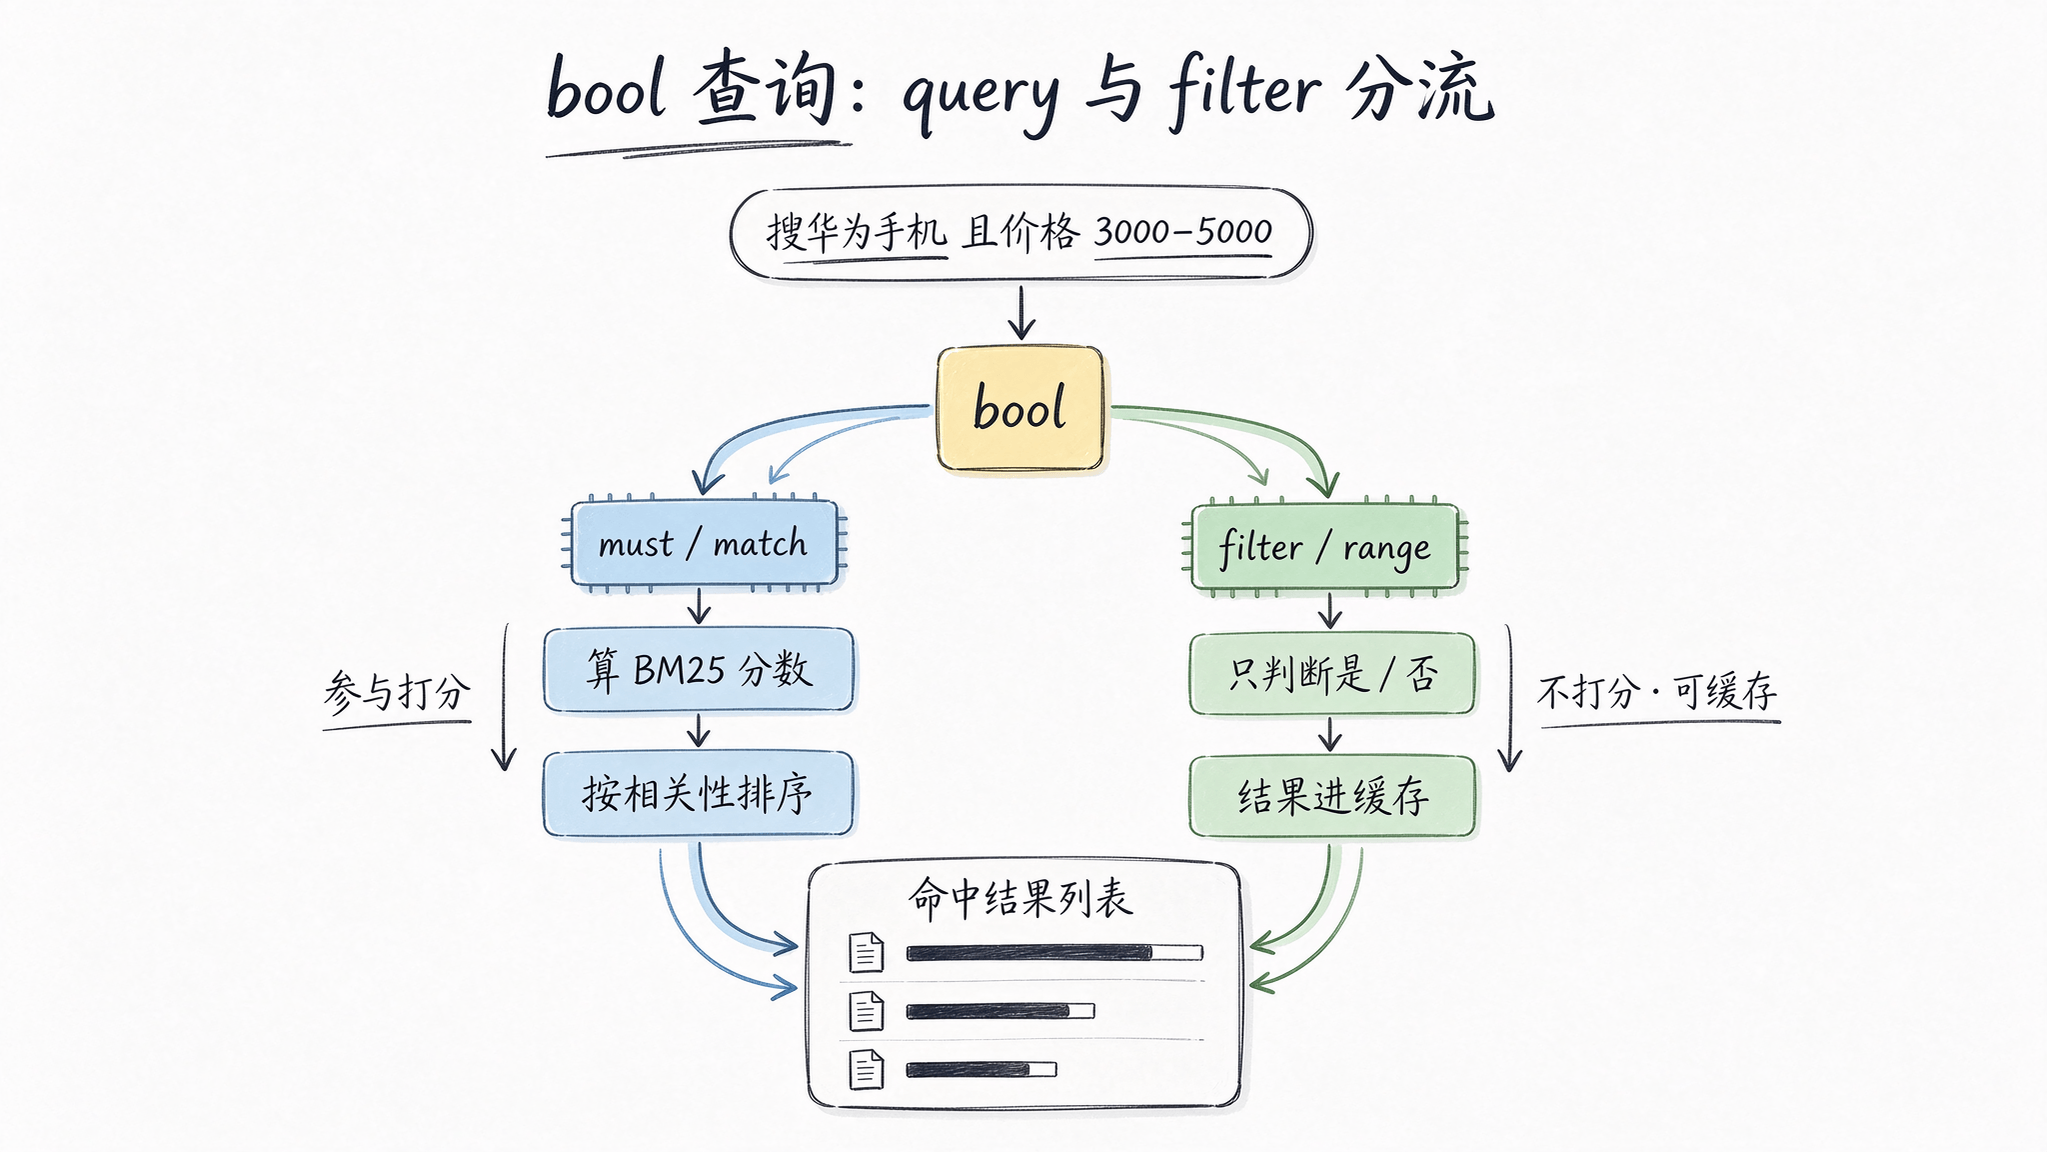 bool 查询：query 与 filter 分流
搜华为手机 且价格 3000–5000
bool
must / match
filter / range
算 BM25 分数
只判断是 / 否
参与打分
不打分 · 可缓存
按相关性排序
结果进缓存
命中结果列表